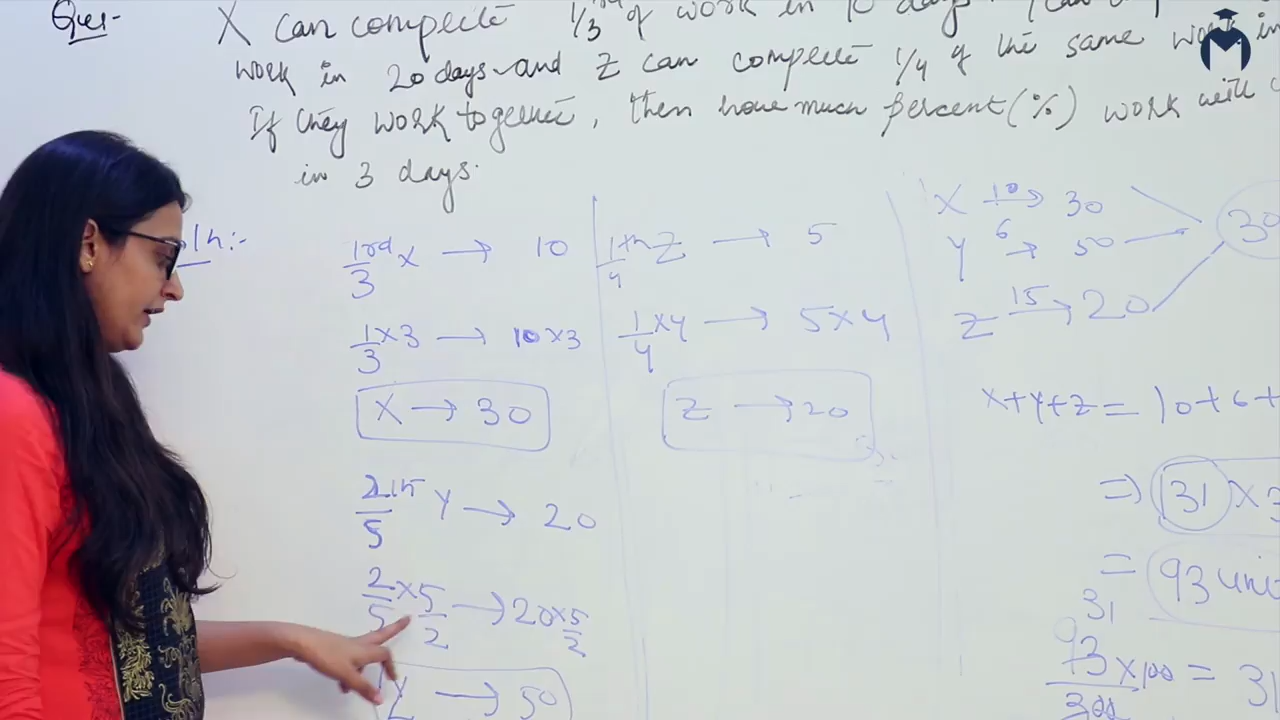 Que:-
X can complete 1/3rd of work in 10 days.
work in 20 days and Z can complete 1/4 of the same work in
If they work together, then how much percent (%) work will
in 3 days.
1/3rd X → 10
1/3 × 3 → 10×3
X → 30
2/5th Y → 20
2/5 × 5/2 → 20 × 5/2
Y → 50
1/4th Z → 5
1/4 × 4 → 5×4
Z → 20
X 10→ 30
Y 6→ 50
Z 15→ 20
X+Y+Z = 10+6+
⇒ 31 × 3
= 93 uni
31
93/300 × 100 = 31